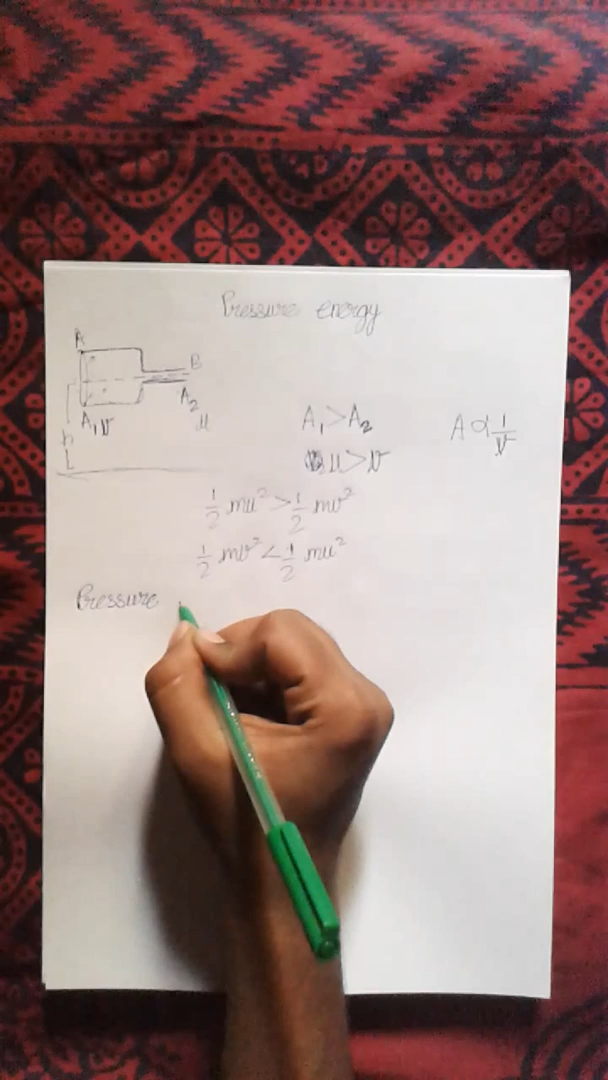 Pressure energy
A
B
A₁ v
A₂
u
h
A₁ > A₂
A ∝ 1/v
u > v
1/2 mu² > 1/2 mv²
1/2 mv² < 1/2 mu²
Pressure